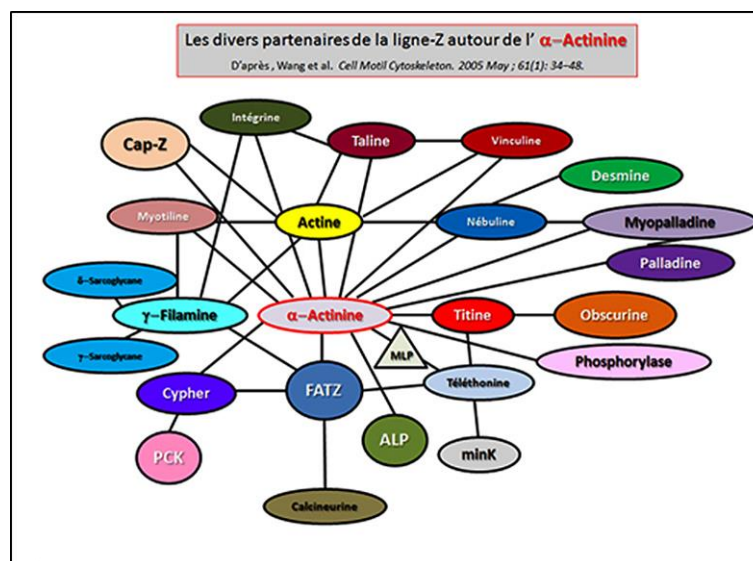 Les divers partenaires de la ligne-Z autour de l' α-Actinine
D'après , Wang et al. Cell Motil Cytoskeleton. 2005 May ; 61(1): 34–48.
Intégrine
Cap-Z
Taline
Vinculine
Desmine
Myotiline
Actine
Nébuline
Myopalladine
Palladine
δ-Sarcoglycane
γ-Filamine
α-Actinine
Titine
Obscurine
MLP
γ-Sarcoglycane
Phosphorylase
Cypher
FATZ
Téléthonine
PCK
ALP
minK
Calcineurine